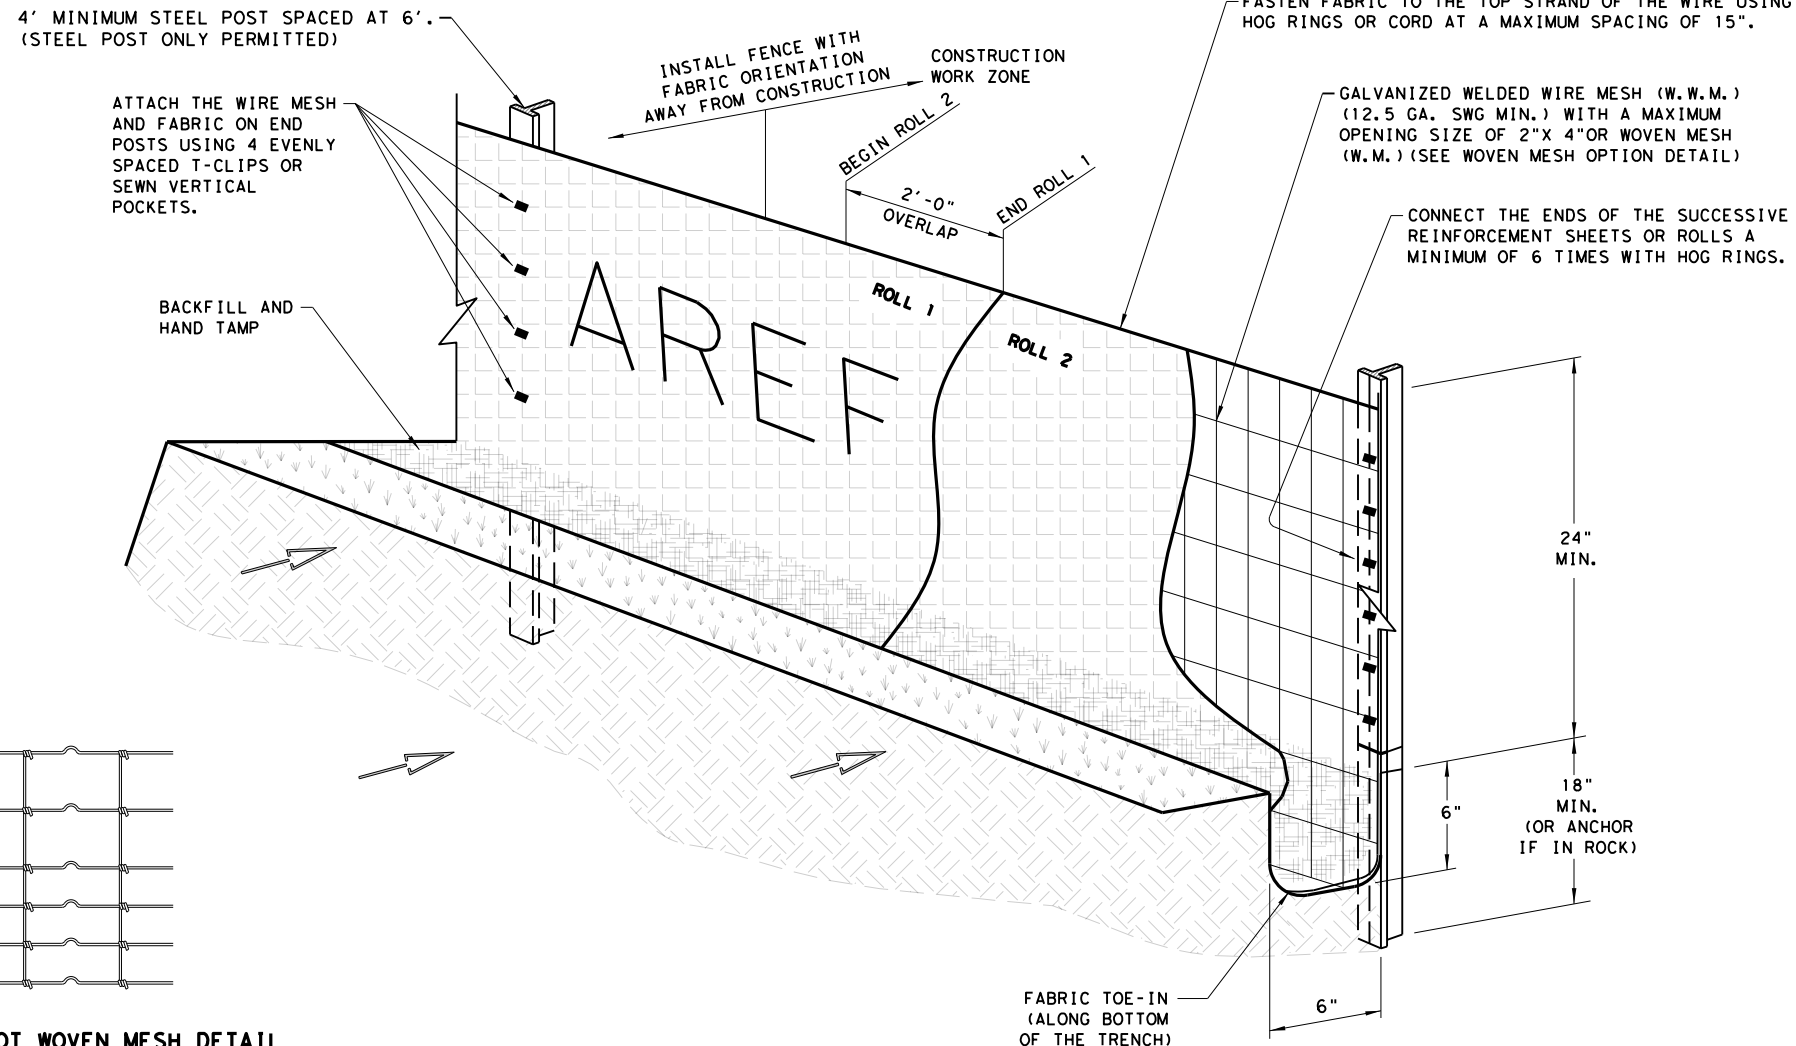 4' MINIMUM STEEL POST SPACED AT 6'.
(STEEL POST ONLY PERMITTED)
ATTACH THE WIRE MESH
AND FABRIC ON END
POSTS USING 4 EVENLY
SPACED T-CLIPS OR
SEWN VERTICAL
POCKETS.
BACKFILL AND
HAND TAMP
INSTALL FENCE WITH
FABRIC ORIENTATION
AWAY FROM CONSTRUCTION
CONSTRUCTION
WORK ZONE
BEGIN ROLL 2
END ROLL 1
2'-0"
OVERLAP
FASTEN FABRIC TO THE TOP STRAND OF THE WIRE USING
HOG RINGS OR CORD AT A MAXIMUM SPACING OF 15".
GALVANIZED WELDED WIRE MESH (W.W.M.)
(12.5 GA. SWG MIN.) WITH A MAXIMUM
OPENING SIZE OF 2"X 4"OR WOVEN MESH
(W.M.)(SEE WOVEN MESH OPTION DETAIL)
CONNECT THE ENDS OF THE SUCCESSIVE
REINFORCEMENT SHEETS OR ROLLS A
MINIMUM OF 6 TIMES WITH HOG RINGS.
AREF
ROLL 1
ROLL 2
24"
MIN.
6"
18"
MIN.
(OR ANCHOR
IF IN ROCK)
6"
FABRIC TOE-IN
(ALONG BOTTOM
OF THE TRENCH)
WOVEN MESH DETAIL